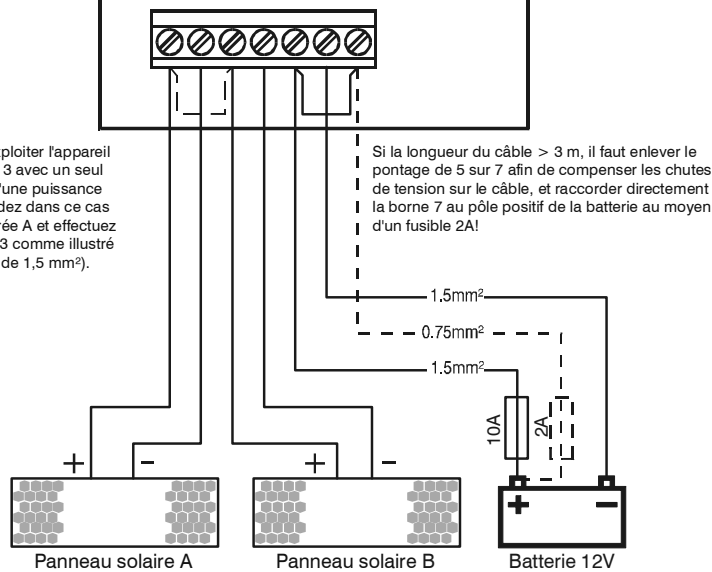 ploiter l'appareil
3 avec un seul
'une puissance
dez dans ce cas
rée A et effectuez
3 comme illustré
de 1,5 mm²).
Si la longueur du câble > 3 m, il faut enlever le
pontage de 5 sur 7 afin de compenser les chutes
de tension sur le câble, et raccorder directement
la borne 7 au pôle positif de la batterie au moyen
d'un fusible 2A!
1.5mm²
0.75mm²
1.5mm²
10A
2A
+ −
+ −
+ −
Panneau solaire A
Panneau solaire B
Batterie 12V